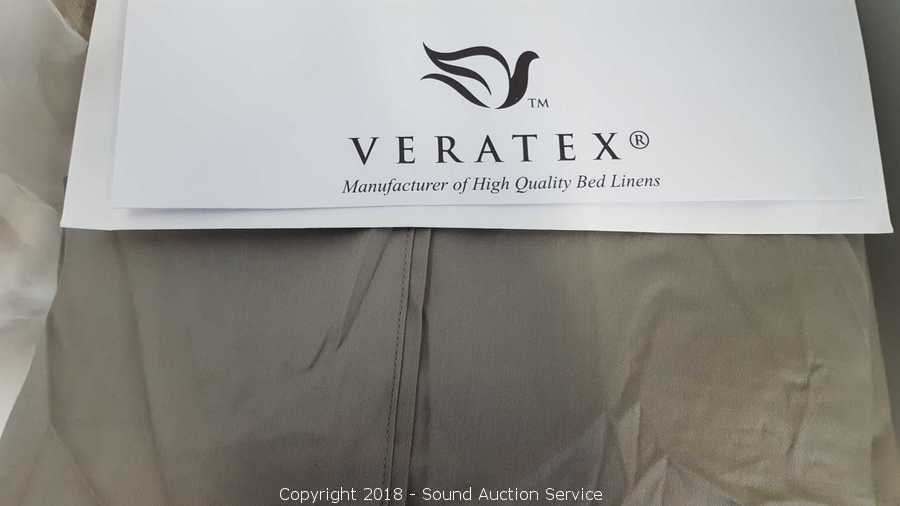 TM
VERATEX®
Manufacturer of High Quality Bed Linens
Copyright 2018 - Sound Auction Service